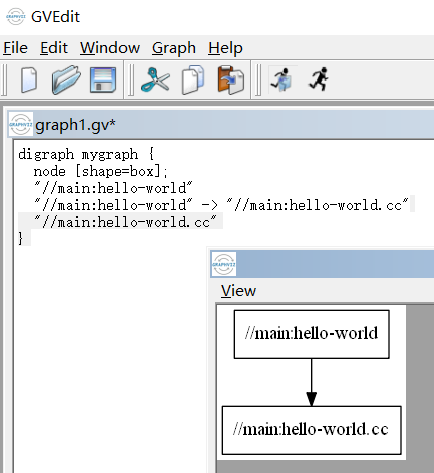 GVEdit
File Edit Window Graph Help
graph1.gv*
digraph mygraph {
node [shape=box];
"//main:hello-world"
"//main:hello-world" -> "//main:hello-world.cc"
"//main:hello-world.cc"
}
View
//main:hello-world
//main:hello-world.cc